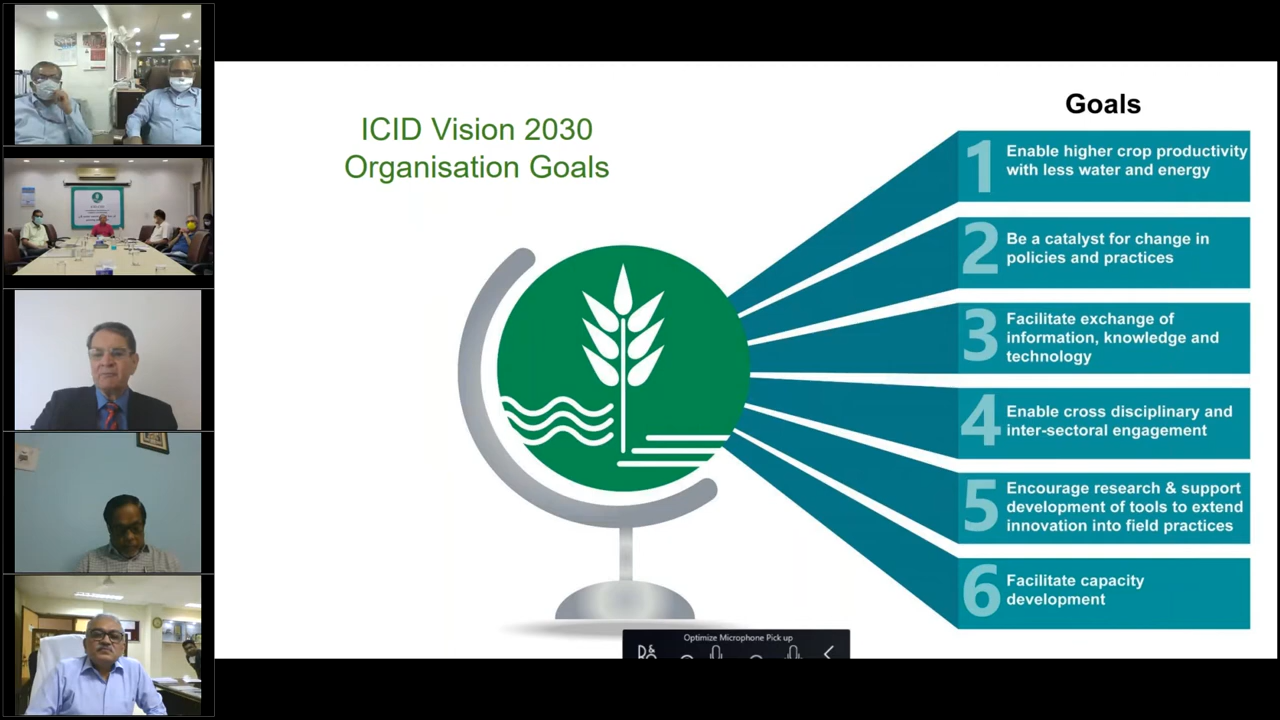 ICID Vision 2030
Organisation Goals
Goals
1
Enable higher crop productivity
with less water and energy
2
Be a catalyst for change in
policies and practices
3
Facilitate exchange of
information, knowledge and
technology
4
Enable cross disciplinary and
inter-sectoral engagement
5
Encourage research & support
development of tools to extend
innovation into field practices
6
Facilitate capacity
development
Optimize Microphone Pick up